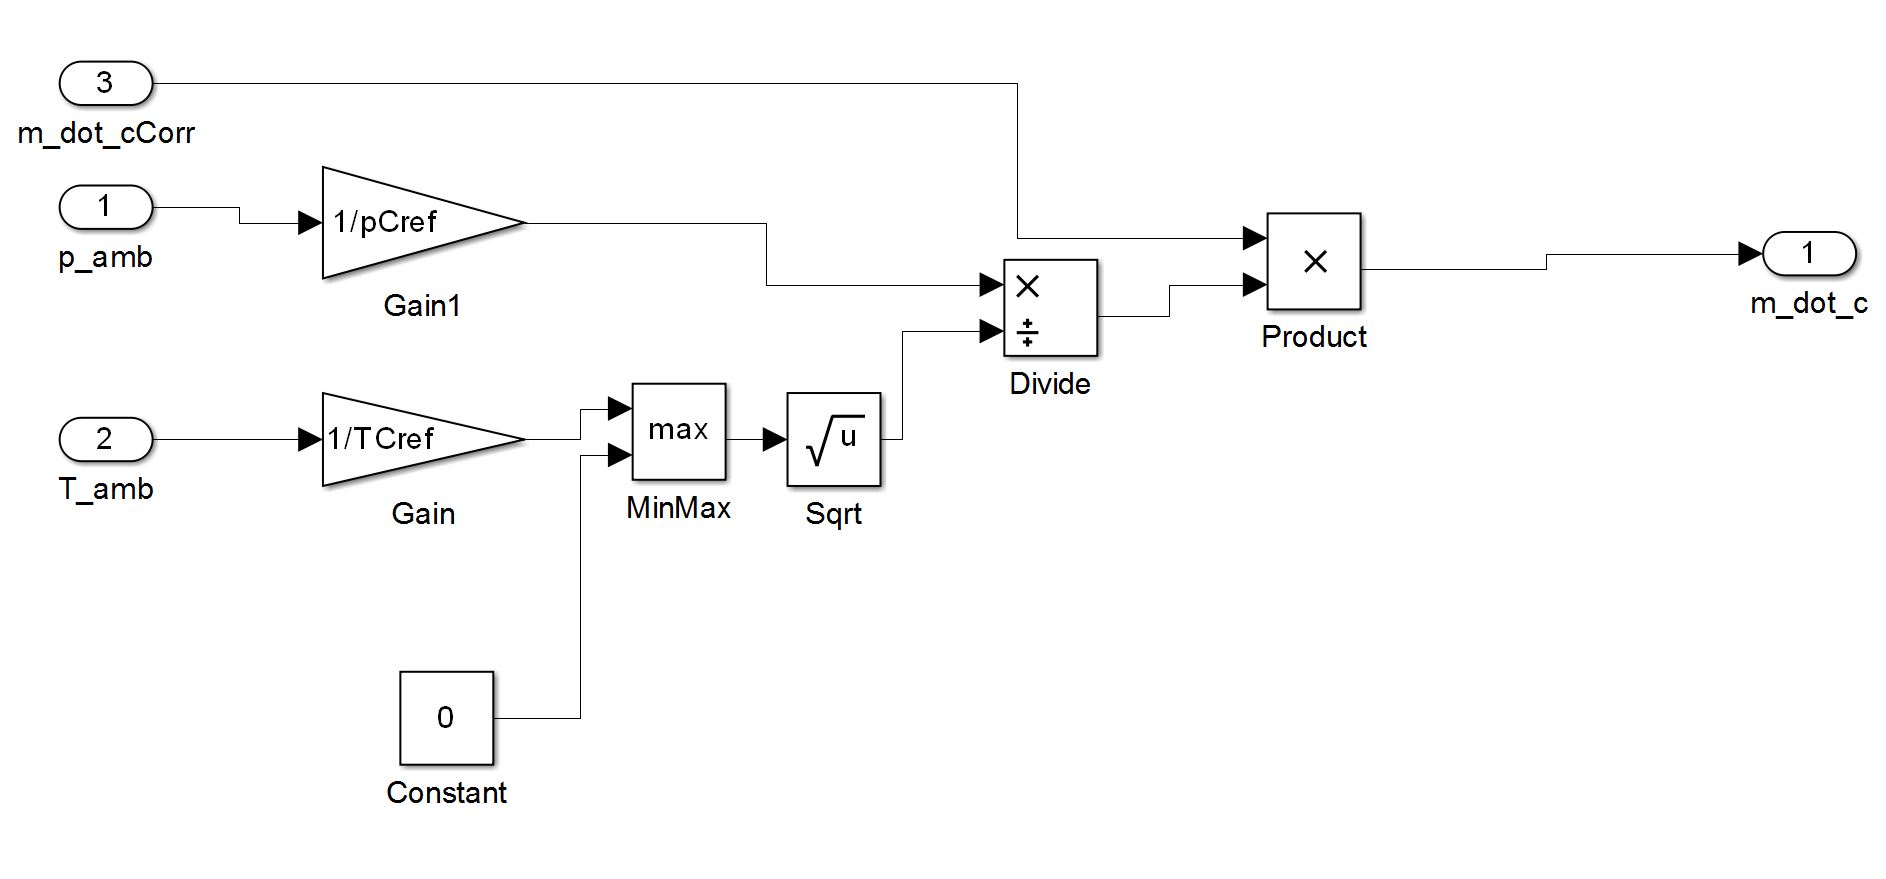 3
m_dot_cCorr
1
p_amb
1/pCref
Gain1
2
T_amb
1/TCref
Gain
0
Constant
max
MinMax
√u
Sqrt
×
÷
Divide
×
Product
1
m_dot_c